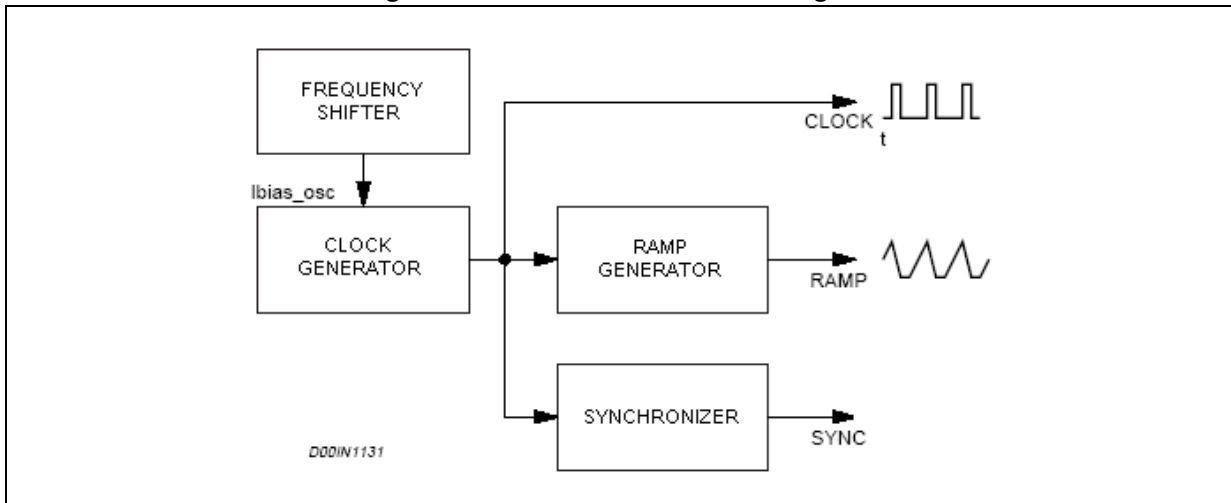 FREQUENCY
SHIFTER
CLOCK
t
Ibias_osc
CLOCK
GENERATOR
RAMP
GENERATOR
RAMP
SYNCHRONIZER
SYNC
D00IN1131